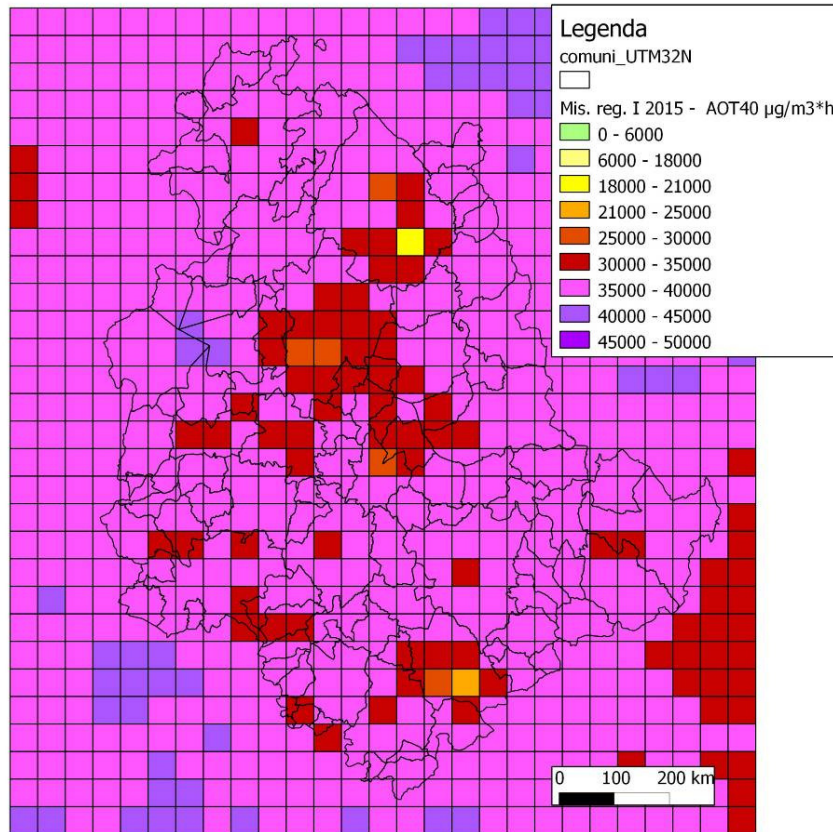 Legenda
comuni_UTM32N
Mis. reg. I 2015 - AOT40 µg/m3*h
0 - 6000
6000 - 18000
18000 - 21000
21000 - 25000
25000 - 30000
30000 - 35000
35000 - 40000
40000 - 45000
45000 - 50000
0 100 200 km